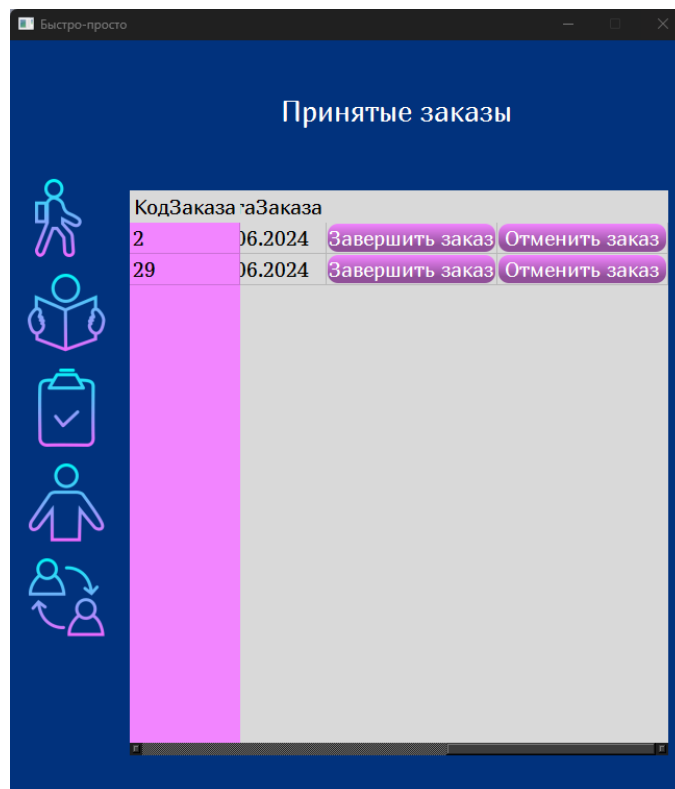 Быстро-просто
Принятые заказы
КодЗаказа таЗаказа
2 06.2024 Завершить заказ Отменить заказ
29 06.2024 Завершить заказ Отменить заказ